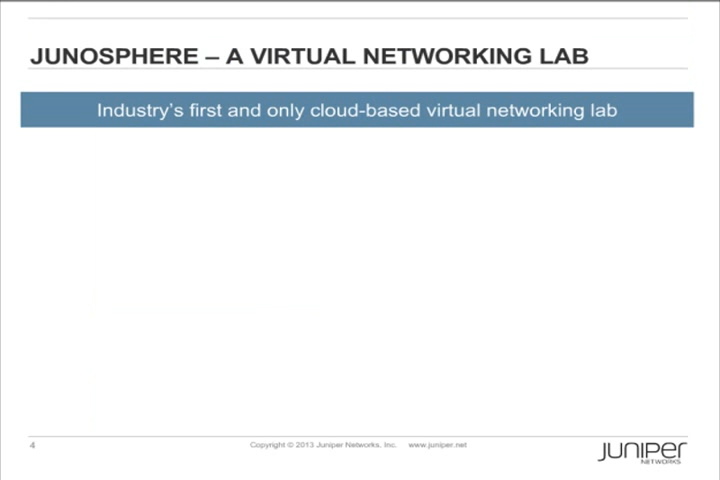 JUNOSPHERE – A VIRTUAL NETWORKING LAB
Industry's first and only cloud-based virtual networking lab
4
Copyright © 2013 Juniper Networks, Inc. www.juniper.net
JUNIPER
NETWORKS